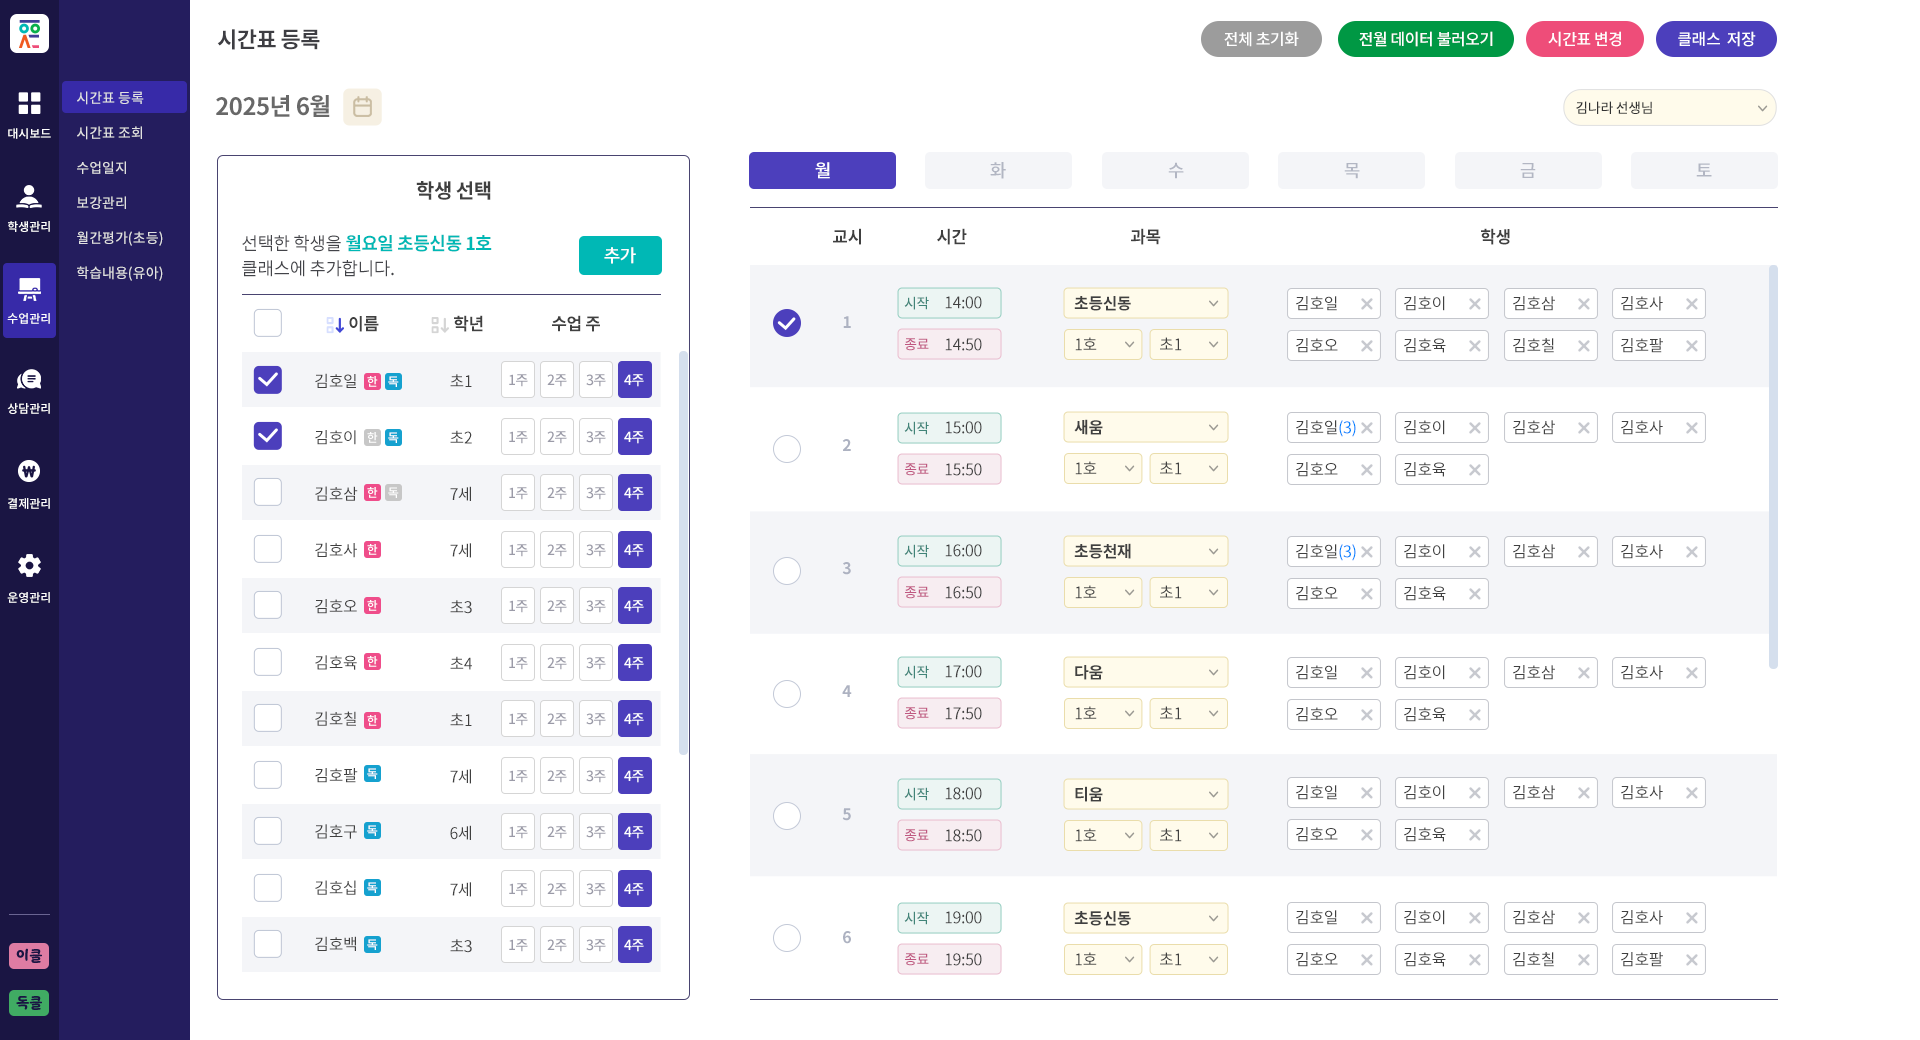 시간표 등록
전체 초기화
전월 데이터 불러오기
시간표 변경
클래스 저장
대시보드
학생관리
수업관리
상담관리
결제관리
운영관리
이클
독클
시간표 등록
시간표 조회
수업일지
보강관리
월간평가(초등)
학습내용(유아)
2025년 6월
김나라 선생님
학생 선택
선택한 학생을 월요일 초등신동 1호
클래스에 추가합니다.
추가
이름 학년 수업 주
김호일 한 독 초1 1주 2주 3주 4주
김호이 한 독 초2 1주 2주 3주 4주
김호삼 한 독 7세 1주 2주 3주 4주
김호사 한 7세 1주 2주 3주 4주
김호오 한 초3 1주 2주 3주 4주
김호육 한 초4 1주 2주 3주 4주
김호칠 한 초1 1주 2주 3주 4주
김호팔 독 7세 1주 2주 3주 4주
김호구 독 6세 1주 2주 3주 4주
김호십 독 7세 1주 2주 3주 4주
김호백 독 초3 1주 2주 3주 4주
월 화 수 목 금 토
교시 시간 과목 학생
1
시작 14:00 초등신동 김호일 김호이 김호삼 김호사
종료 14:50 1호 초1 김호오 김호육 김호칠 김호팔
2
시작 15:00 새움 김호일(3) 김호이 김호삼 김호사
종료 15:50 1호 초1 김호오 김호육
3
시작 16:00 초등천재 김호일(3) 김호이 김호삼 김호사
종료 16:50 1호 초1 김호오 김호육
4
시작 17:00 다움 김호일 김호이 김호삼 김호사
종료 17:50 1호 초1 김호오 김호육
5
시작 18:00 티움 김호일 김호이 김호삼 김호사
종료 18:50 1호 초1 김호오 김호육
6
시작 19:00 초등신동 김호일 김호이 김호삼 김호사
종료 19:50 1호 초1 김호오 김호육 김호칠 김호팔